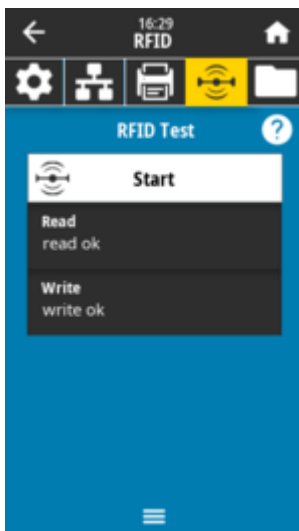 16:29
RFID
RFID Test
?
Start
Read
read ok
Write
write ok